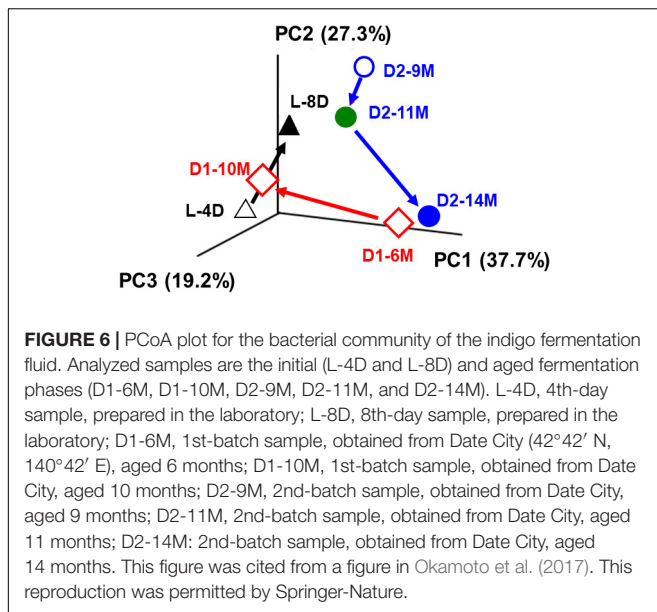 PC2 (27.3%)
D2-9M
L-8D
D2-11M
D1-10M
D2-14M
L-4D
D1-6M
PC1 (37.7%)
PC3 (19.2%)
FIGURE 6 | PCoA plot for the bacterial community of the indigo fermentation
fluid. Analyzed samples are the initial (L-4D and L-8D) and aged fermentation
phases (D1-6M, D1-10M, D2-9M, D2-11M, and D2-14M). L-4D, 4th-day
sample, prepared in the laboratory; L-8D, 8th-day sample, prepared in the
laboratory; D1-6M, 1st-batch sample, obtained from Date City (42°42′ N,
140°42′ E), aged 6 months; D1-10M, 1st-batch sample, obtained from Date
City, aged 10 months; D2-9M, 2nd-batch sample, obtained from Date City,
aged 9 months; D2-11M, 2nd-batch sample, obtained from Date City, aged
11 months; D2-14M: 2nd-batch sample, obtained from Date City, aged
14 months. This figure was cited from a figure in Okamoto et al. (2017). This
reproduction was permitted by Springer-Nature.